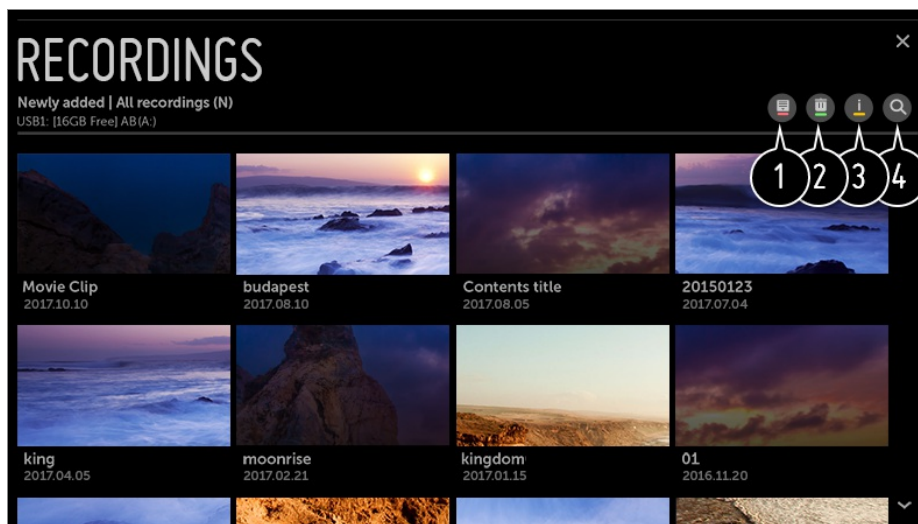 RECORDINGS
Newly added | All recordings (N)
USB1: [16GB Free] AB(A:)
i
1 2 3 4
Movie Clip
2017.10.10
budapest
2017.08.10
Contents title
2017.08.05
20150123
2017.07.04
king
2017.04.05
moonrise
2017.02.21
kingdom
2017.01.15
01
2016.11.20